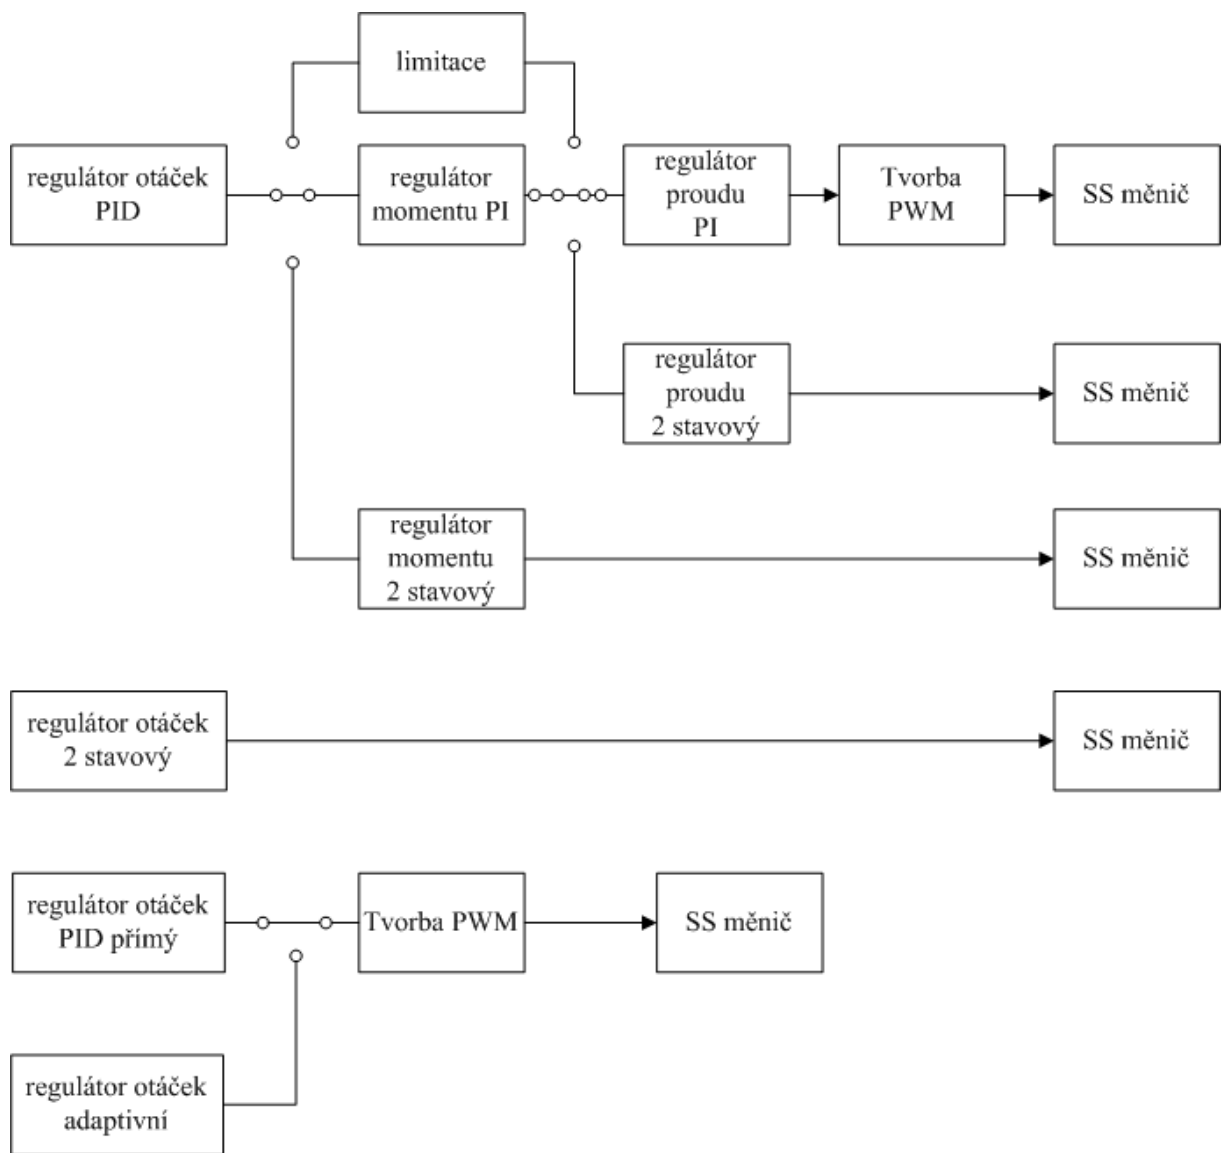 limitace
regulátor otáček
PID
regulátor
momentu PI
regulátor
proudu
PI
Tvorba
PWM
SS měnič
regulátor
proudu
2 stavový
SS měnič
regulátor
momentu
2 stavový
SS měnič
regulátor otáček
2 stavový
SS měnič
regulátor otáček
PID přímý
Tvorba PWM
SS měnič
regulátor otáček
adaptivní